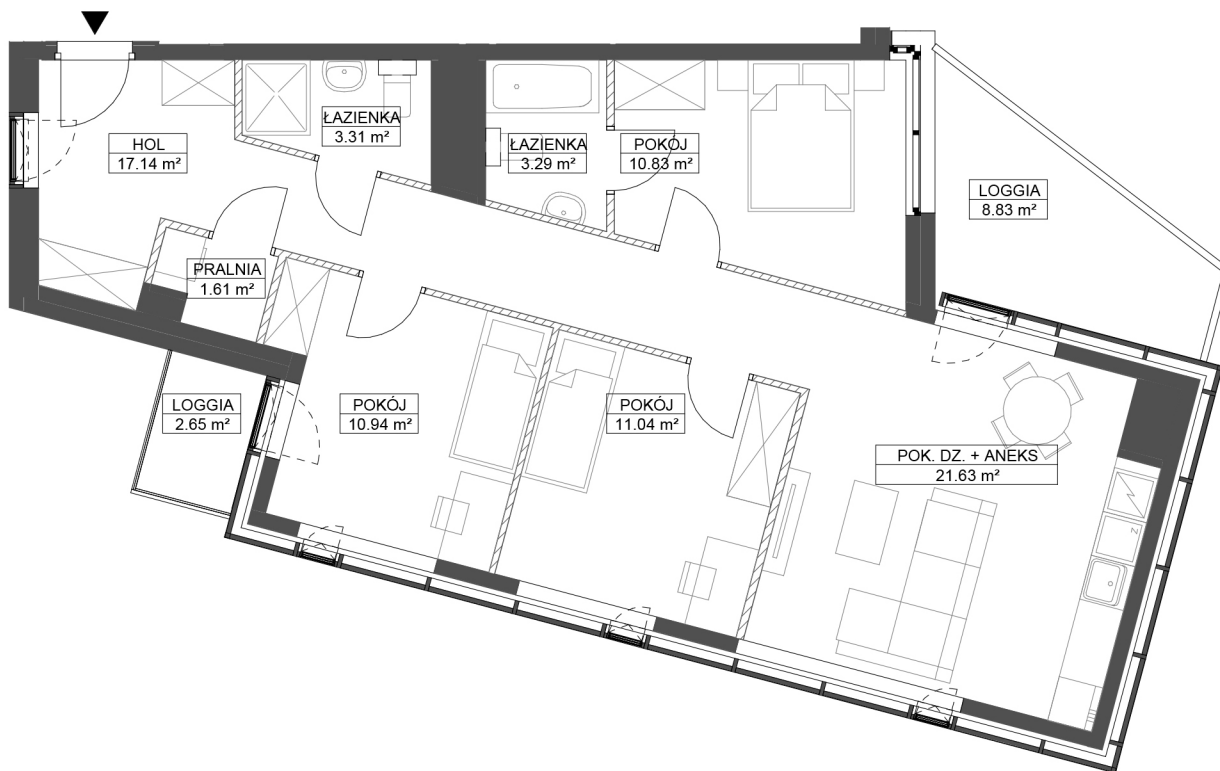 HOL
17.14 m²
ŁAZIENKA
3.31 m²
ŁAZIENKA
3.29 m²
POKÓJ
10.83 m²
LOGGIA
8.83 m²
PRALNIA
1.61 m²
LOGGIA
2.65 m²
POKÓJ
10.94 m²
POKÓJ
11.04 m²
POK. DZ. + ANEKS
21.63 m²
Z